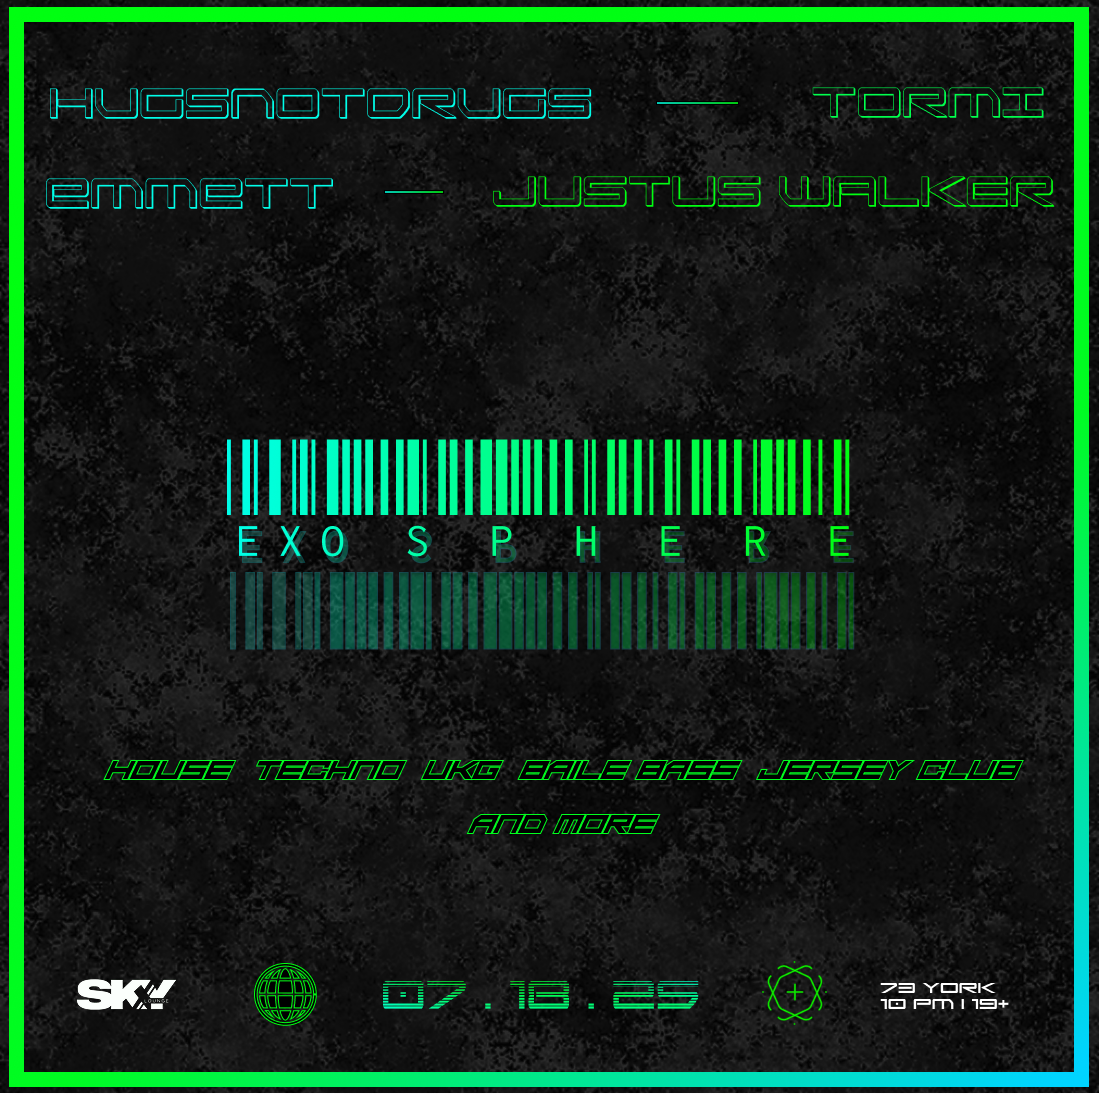 HUGSNOTDRUGS — TORMI
EMMETT — JUSTUS WALKER
EXOSPHERE
HOUSE TECHNO UKG BAILE BASS JERSEY CLUB
AND MORE
SKY LOUNGE
07.18.25
73 YORK
10 PM | 19+